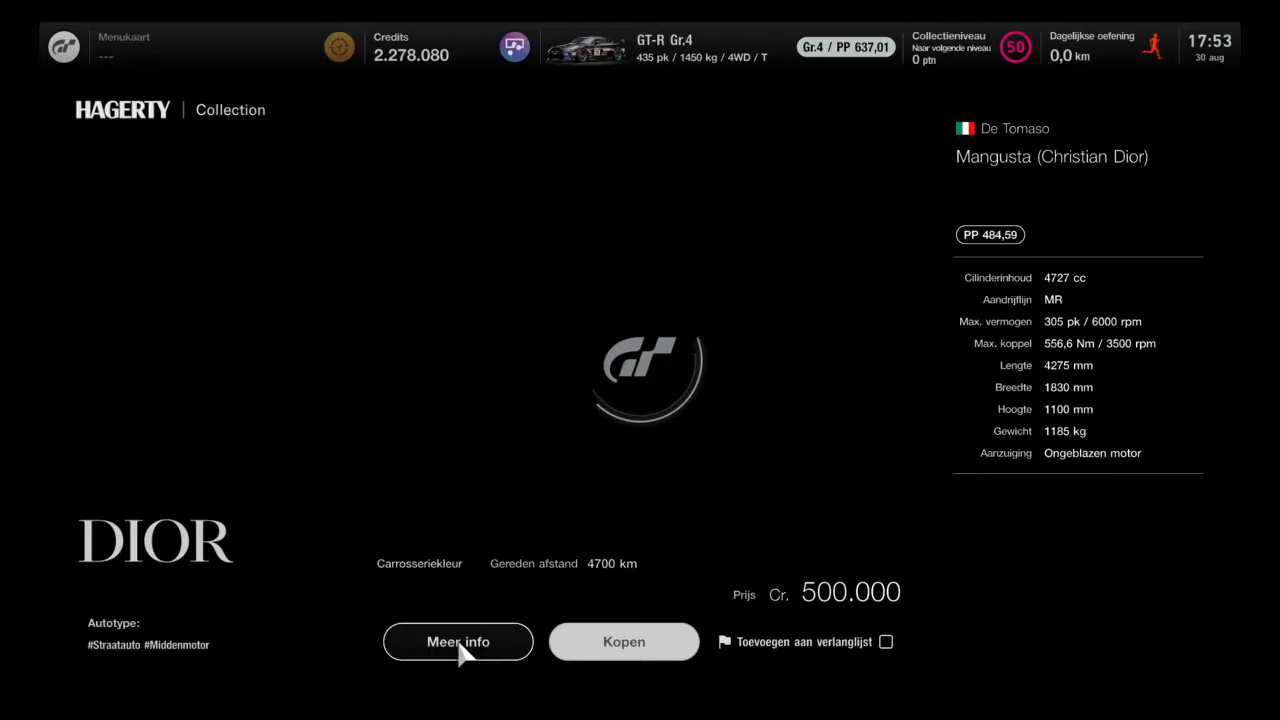 Menukaart
---
Credits
2.278.080
GT-R Gr.4
435 pk / 1450 kg / 4WD / T
Gr.4 / PP 637,01
Collectieniveau
Naar volgende niveau
0 ptn
50
Dagelijkse oefening
0,0 km
17:53
30 aug
HAGERTY | Collection
De Tomaso
Mangusta (Christian Dior)
PP 484,59
Cilinderinhoud 4727 cc
Aandrijflijn MR
Max. vermogen 305 pk / 6000 rpm
Max. koppel 556,6 Nm / 3500 rpm
Lengte 4275 mm
Breedte 1830 mm
Hoogte 1100 mm
Gewicht 1185 kg
Aanzuiging Ongeblazen motor
DIOR
Carrosseriekleur Gereden afstand 4700 km
Prijs Cr. 500.000
Autotype:
#Straatauto #Middenmotor
Meer info
Kopen
Toevoegen aan verlanglijst